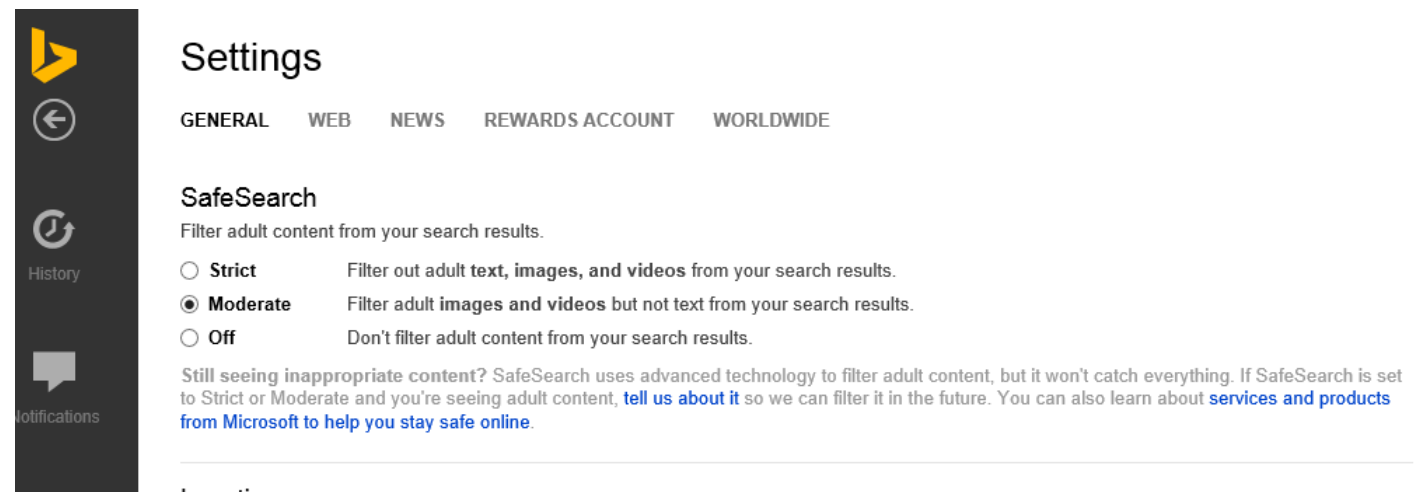 Settings
GENERAL WEB NEWS REWARDS ACCOUNT WORLDWIDE
SafeSearch
Filter adult content from your search results.
Strict Filter out adult text, images, and videos from your search results.
Moderate Filter adult images and videos but not text from your search results.
Off Don't filter adult content from your search results.
Still seeing inappropriate content? SafeSearch uses advanced technology to filter adult content, but it won't catch everything. If SafeSearch is set
to Strict or Moderate and you're seeing adult content, tell us about it so we can filter it in the future. You can also learn about services and products
from Microsoft to help you stay safe online.
History
Notifications